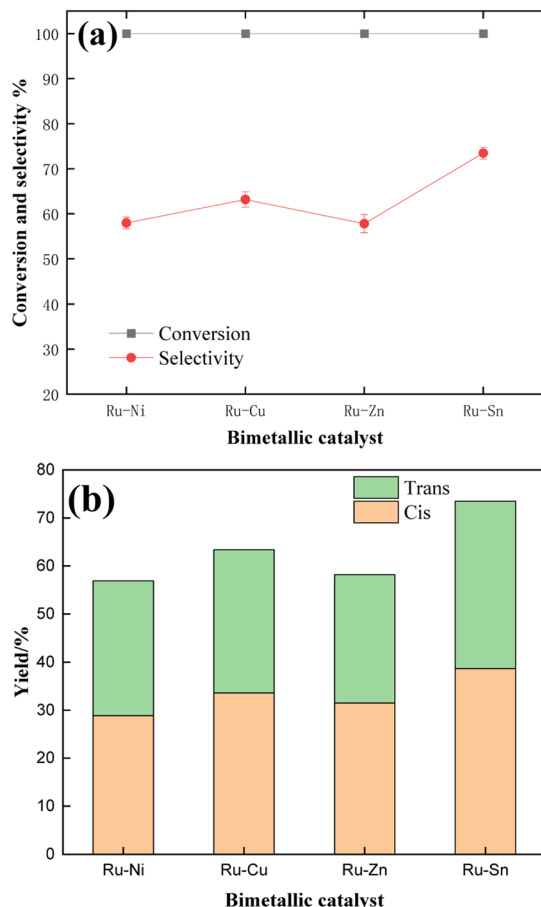 (a)
Conversion and selectivity %
100
90
80
70
60
50
40
30
20
Conversion
Selectivity
Ru-Ni Ru-Cu Ru-Zn Ru-Sn
Bimetallic catalyst
(b)
Yield/%
80
70
60
50
40
30
20
10
0
Trans
Cis
Ru-Ni Ru-Cu Ru-Zn Ru-Sn
Bimetallic catalyst